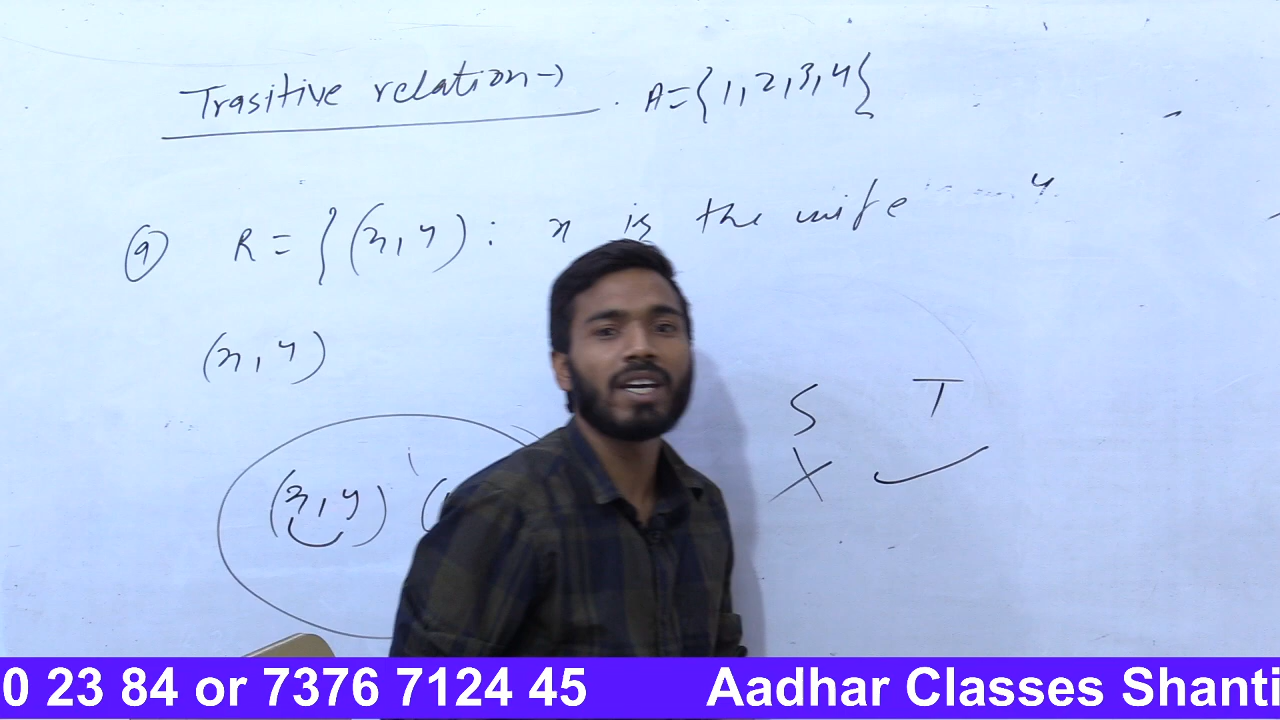 Trasitive relation→ A={1,2,3,4}
(a) R = {(x,y): x is the wife y
(x,y)
S T
(x,y) (
0 23 84 or 7376 7124 45 Aadhar Classes Shanti